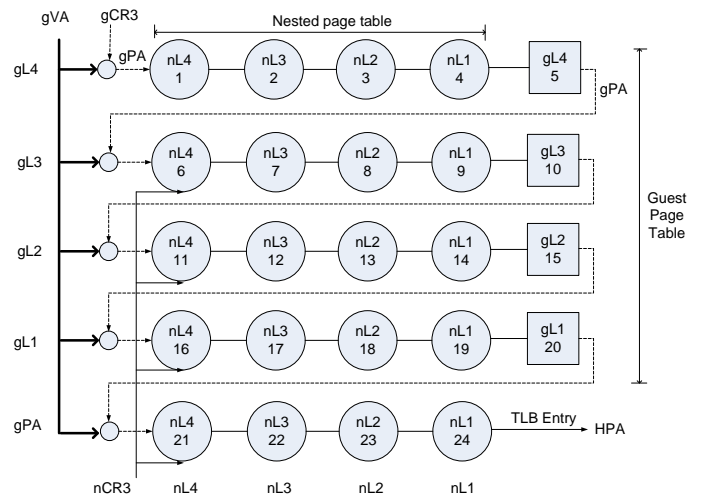 gVA
gCR3
Nested page table
gL4
gPA
nL4
1
nL3
2
nL2
3
nL1
4
gL4
5
gPA
gL3
nL4
6
nL3
7
nL2
8
nL1
9
gL3
10
Guest
Page
Table
gL2
nL4
11
nL3
12
nL2
13
nL1
14
gL2
15
gL1
nL4
16
nL3
17
nL2
18
nL1
19
gL1
20
gPA
nL4
21
nL3
22
nL2
23
nL1
24
TLB Entry
HPA
nCR3
nL4
nL3
nL2
nL1